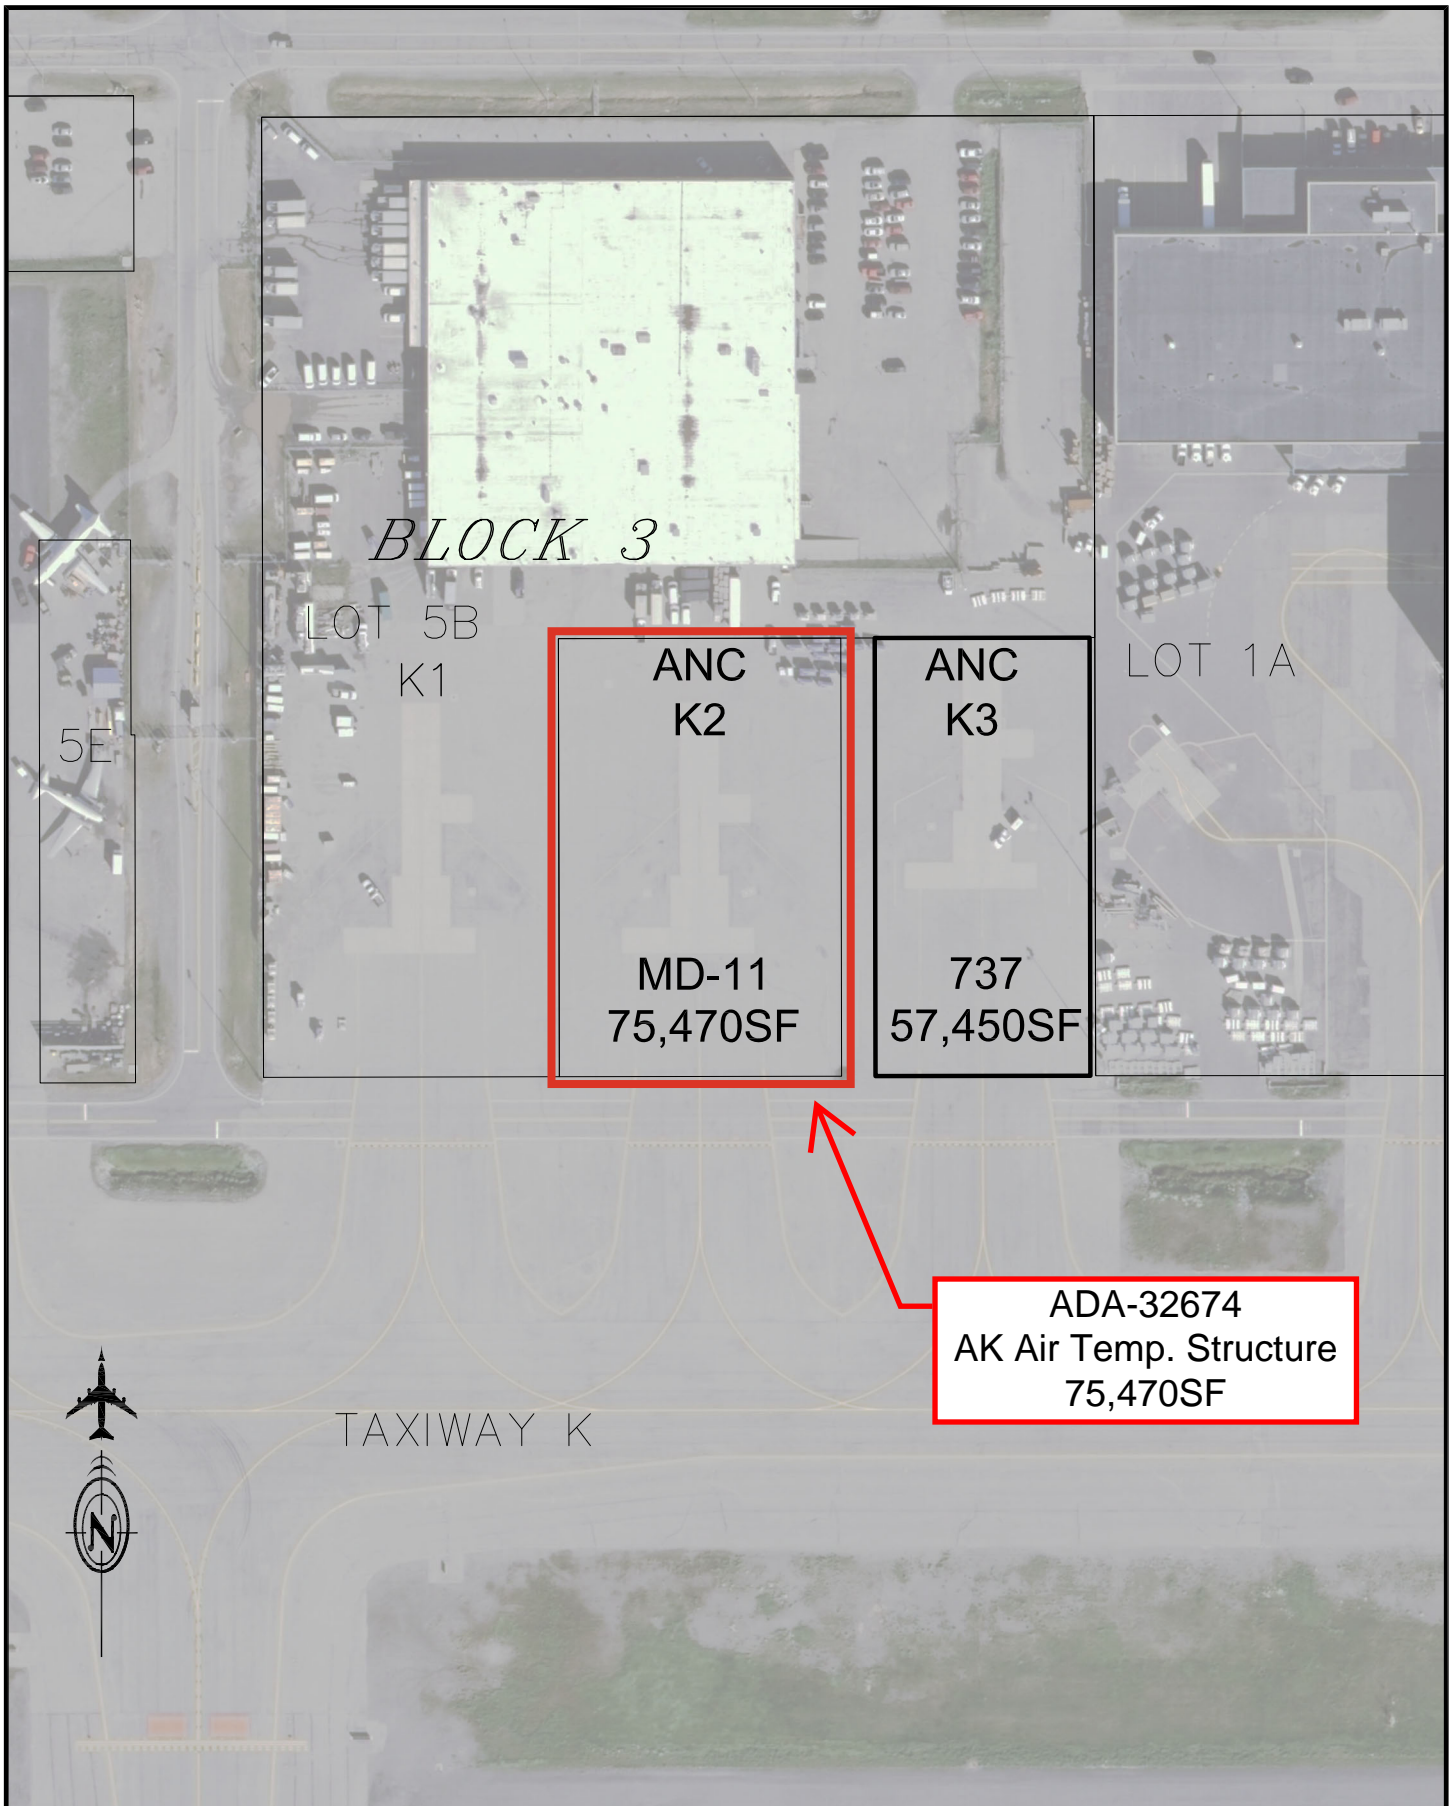 BLOCK 3
LOT 5B
K1
ANC
K2
MD-11
75,470SF
ANC
K3
737
57,450SF
LOT 1A
5E
ADA-32674
AK Air Temp. Structure
75,470SF
TAXIWAY K
N